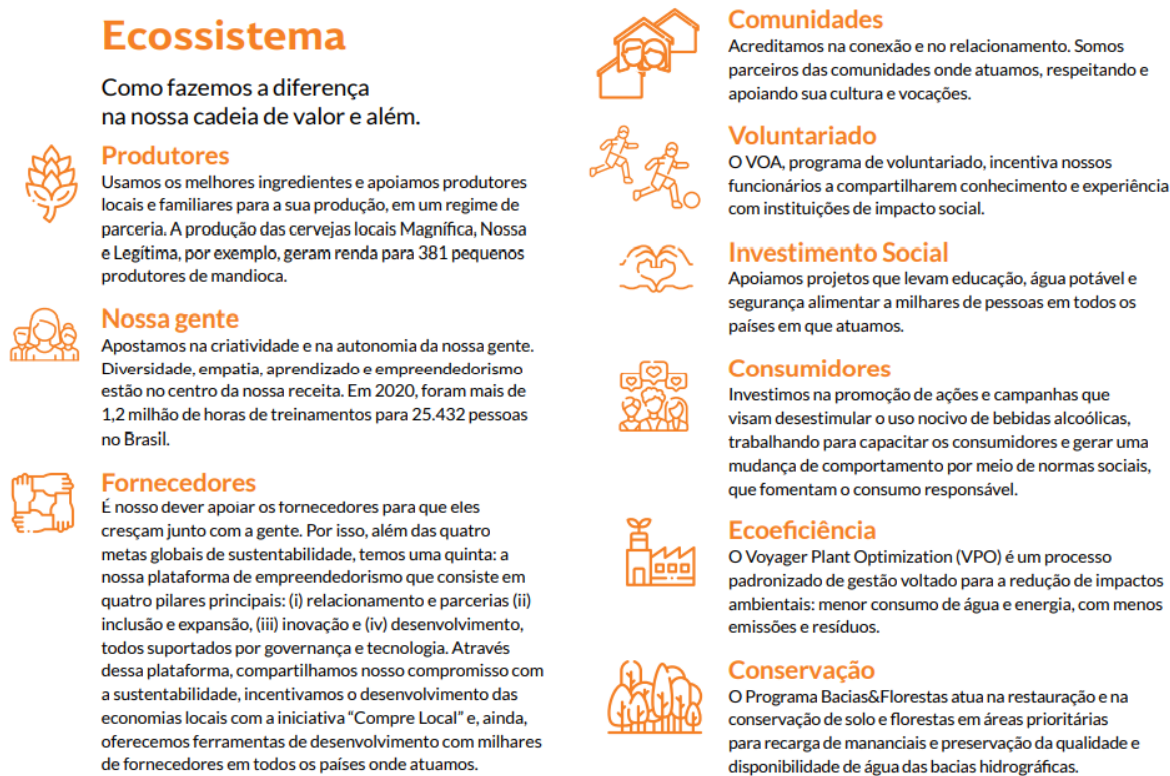 Ecossistema
Como fazemos a diferença
na nossa cadeia de valor e além.
Produtores
Usamos os melhores ingredientes e apoiamos produtores
locais e familiares para a sua produção, em um regime de
parceria. A produção das cervejas locais Magnífica, Nossa
e Legítima, por exemplo, geram renda para 381 pequenos
produtores de mandioca.
Nossa gente
Apostamos na criatividade e na autonomia da nossa gente.
Diversidade, empatia, aprendizado e empreendedorismo
estão no centro da nossa receita. Em 2020, foram mais de
1,2 milhão de horas de treinamentos para 25.432 pessoas
no Brasil.
Fornecedores
É nosso dever apoiar os fornecedores para que eles
cresçam junto com a gente. Por isso, além das quatro
metas globais de sustentabilidade, temos uma quinta: a
nossa plataforma de empreendedorismo que consiste em
quatro pilares principais: (i) relacionamento e parcerias (ii)
inclusão e expansão, (iii) inovação e (iv) desenvolvimento,
todos suportados por governança e tecnologia. Através
dessa plataforma, compartilhamos nosso compromisso com
a sustentabilidade, incentivamos o desenvolvimento das
economias locais com a iniciativa “Compre Local” e, ainda,
oferecemos ferramentas de desenvolvimento com milhares
de fornecedores em todos os países onde atuamos.
Comunidades
Acreditamos na conexão e no relacionamento. Somos
parceiros das comunidades onde atuamos, respeitando e
apoiando sua cultura e vocações.
Voluntariado
O VOA, programa de voluntariado, incentiva nossos
funcionários a compartilharem conhecimento e experiência
com instituições de impacto social.
Investimento Social
Apoiamos projetos que levam educação, água potável e
segurança alimentar a milhares de pessoas em todos os
países em que atuamos.
Consumidores
Investimos na promoção de ações e campanhas que
visam desestimular o uso nocivo de bebidas alcoólicas,
trabalhando para capacitar os consumidores e gerar uma
mudança de comportamento por meio de normas sociais,
que fomentam o consumo responsável.
Ecoeficiência
O Voyager Plant Optimization (VPO) é um processo
padronizado de gestão voltado para a redução de impactos
ambientais: menor consumo de água e energia, com menos
emissões e resíduos.
Conservação
O Programa Bacias&Florestas atua na restauração e na
conservação de solo e florestas em áreas prioritárias
para recarga de mananciais e preservação da qualidade e
disponibilidade de água das bacias hidrográficas.